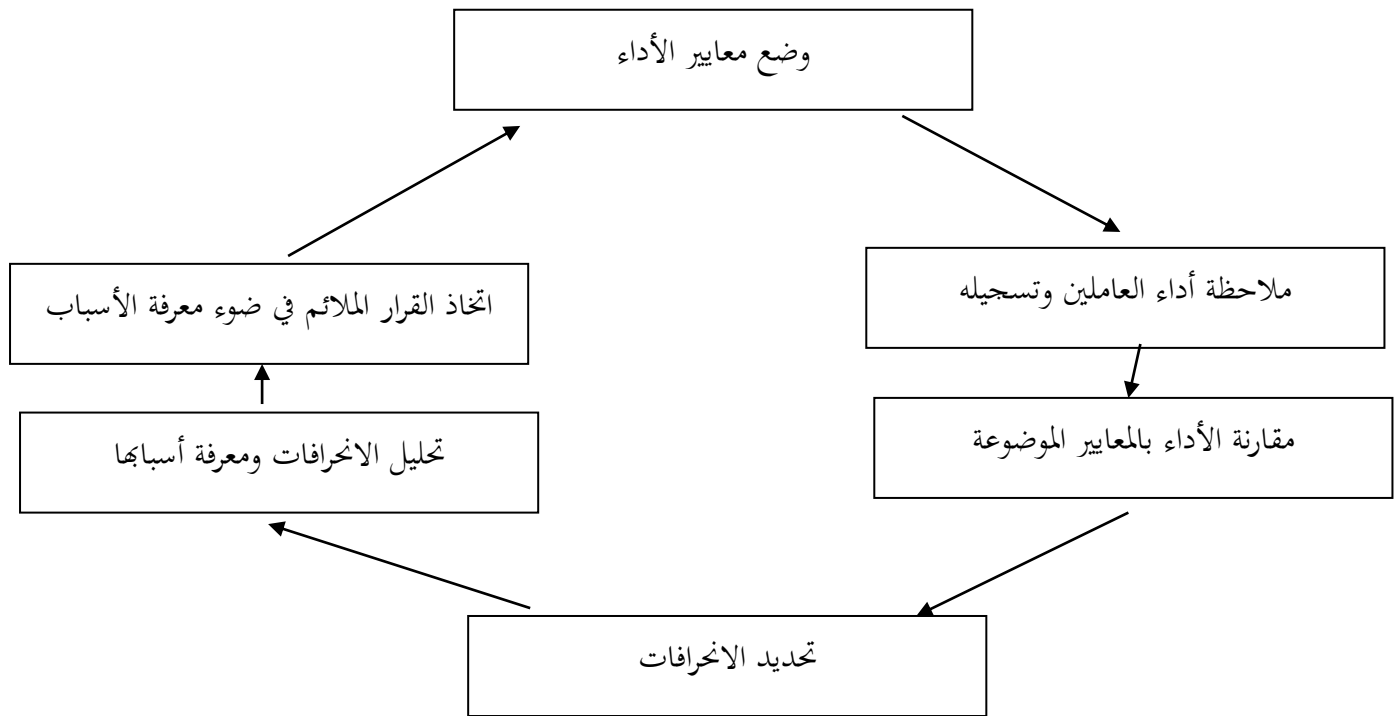 وضع معايير الأداء
ملاحظة أداء العاملين وتسجيله
اتخاذ القرار الملائم في ضوء معرفة الأسباب
مقارنة الأداء بالمعايير الموضوعة
تحليل الانحرافات ومعرفة أسبابها
تحديد الانحرافات